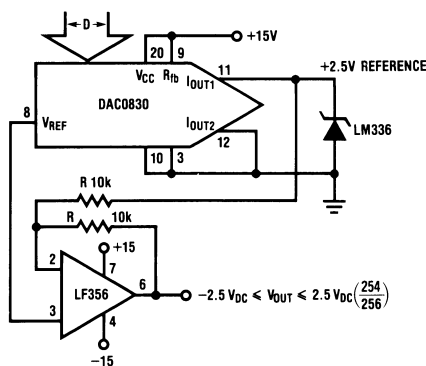 D
+15V
20 9
VCC Rfb
11
+2.5V REFERENCE
IOUT1
8
VREF
DAC0830
IOUT2
12
LM336
10 3
R 10k
R 10k
+15
2
7
6
LF356
-2.5 VDC ≤ VOUT ≤ 2.5 VDC(254/256)
3
4
-15